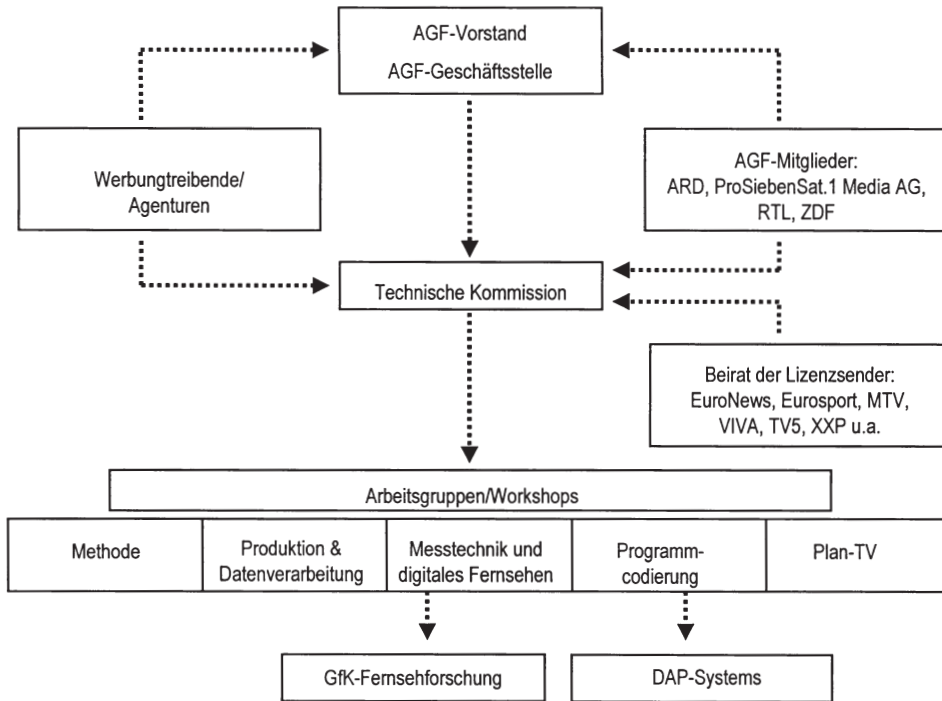 AGF-Vorstand
AGF-Geschäftsstelle
Werbungtreibende/
Agenturen
AGF-Mitglieder:
ARD, ProSiebenSat.1 Media AG,
RTL, ZDF
Technische Kommission
Beirat der Lizenzsender:
EuroNews, Eurosport, MTV,
VIVA, TV5, XXP u.a.
Arbeitsgruppen/Workshops
Methode
Produktion &
Datenverarbeitung
Messtechnik und
digitales Fernsehen
Programm-
codierung
Plan-TV
GfK-Fernsehforschung
DAP-Systems